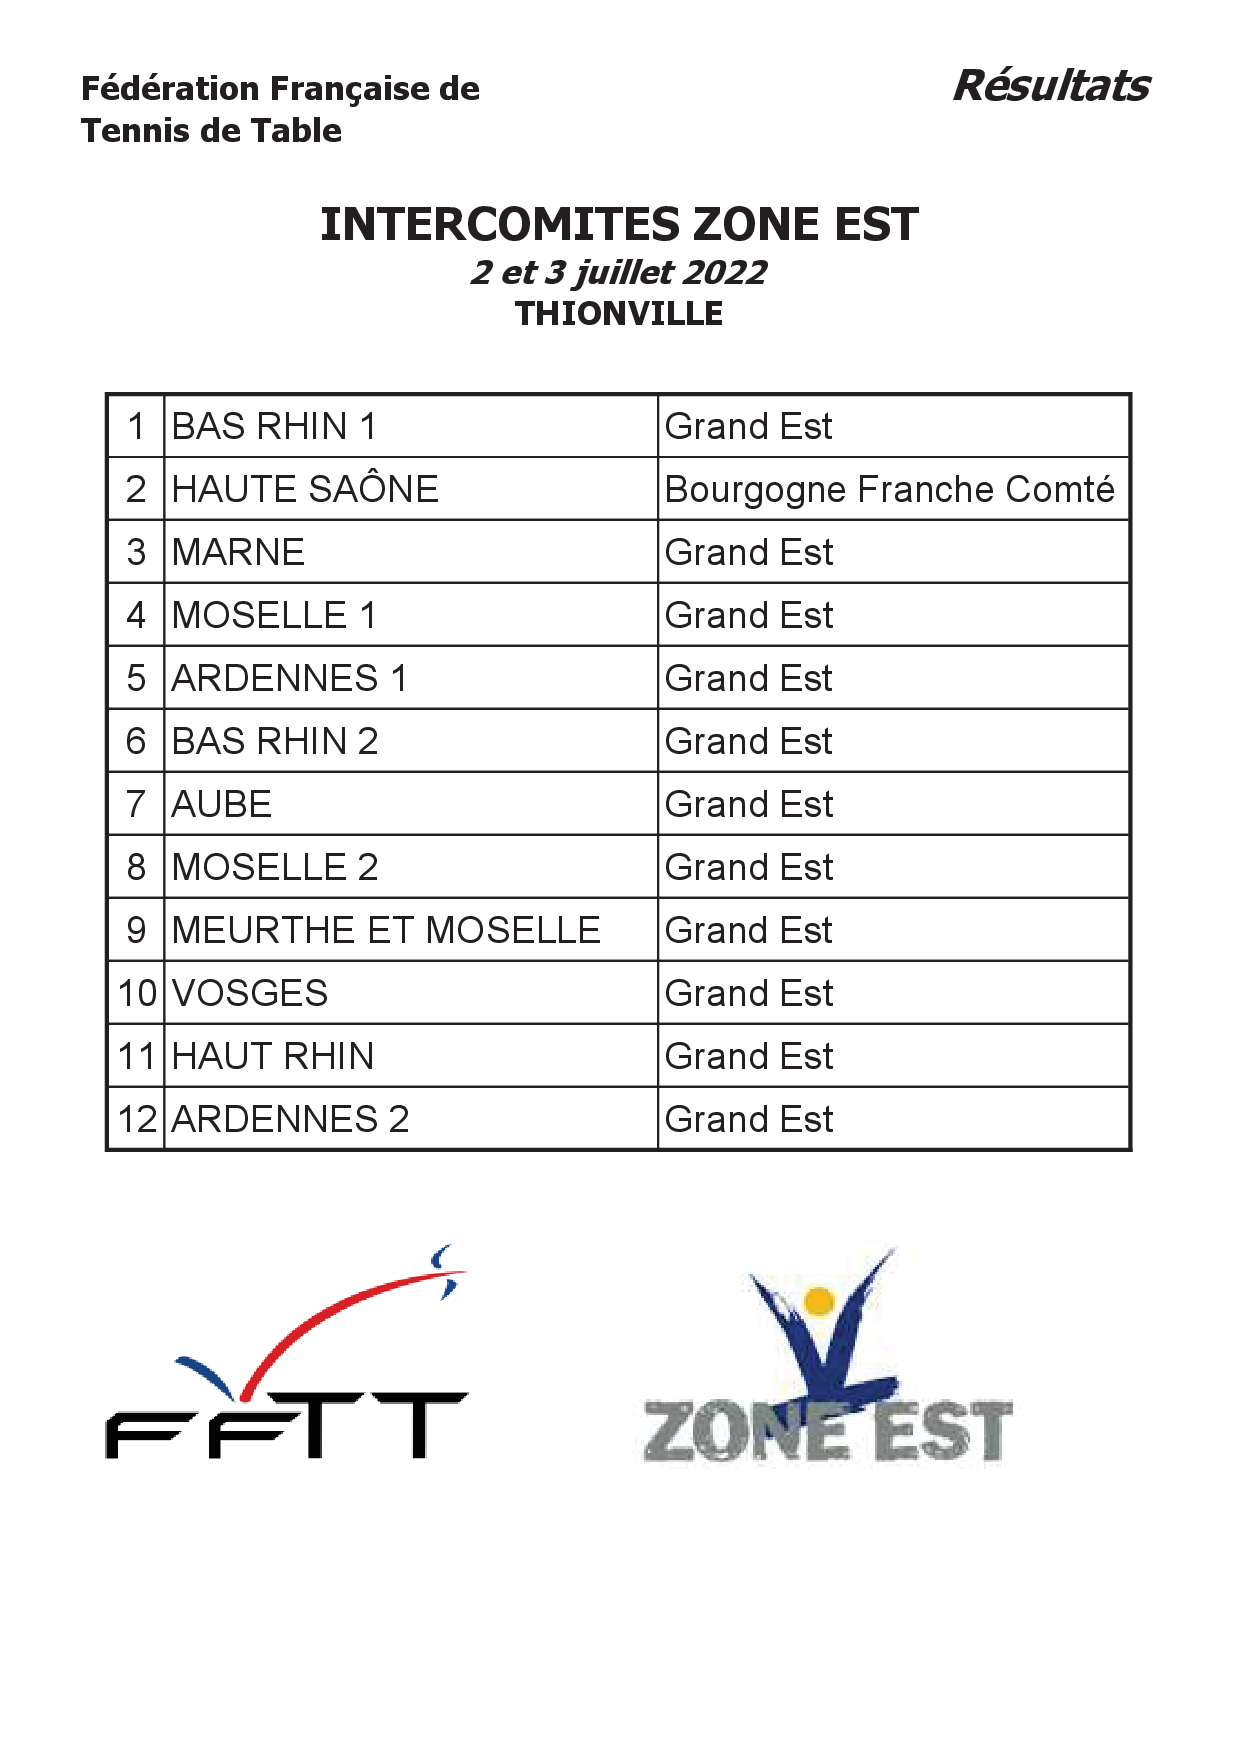 Fédération Française de
Tennis de Table
Résultats
INTERCOMITES ZONE EST
2 et 3 juillet 2022
THIONVILLE
1 BAS RHIN 1 Grand Est
2 HAUTE SAÔNE Bourgogne Franche Comté
3 MARNE Grand Est
4 MOSELLE 1 Grand Est
5 ARDENNES 1 Grand Est
6 BAS RHIN 2 Grand Est
7 AUBE Grand Est
8 MOSELLE 2 Grand Est
9 MEURTHE ET MOSELLE Grand Est
10 VOSGES Grand Est
11 HAUT RHIN Grand Est
12 ARDENNES 2 Grand Est
FFTT
ZONE EST